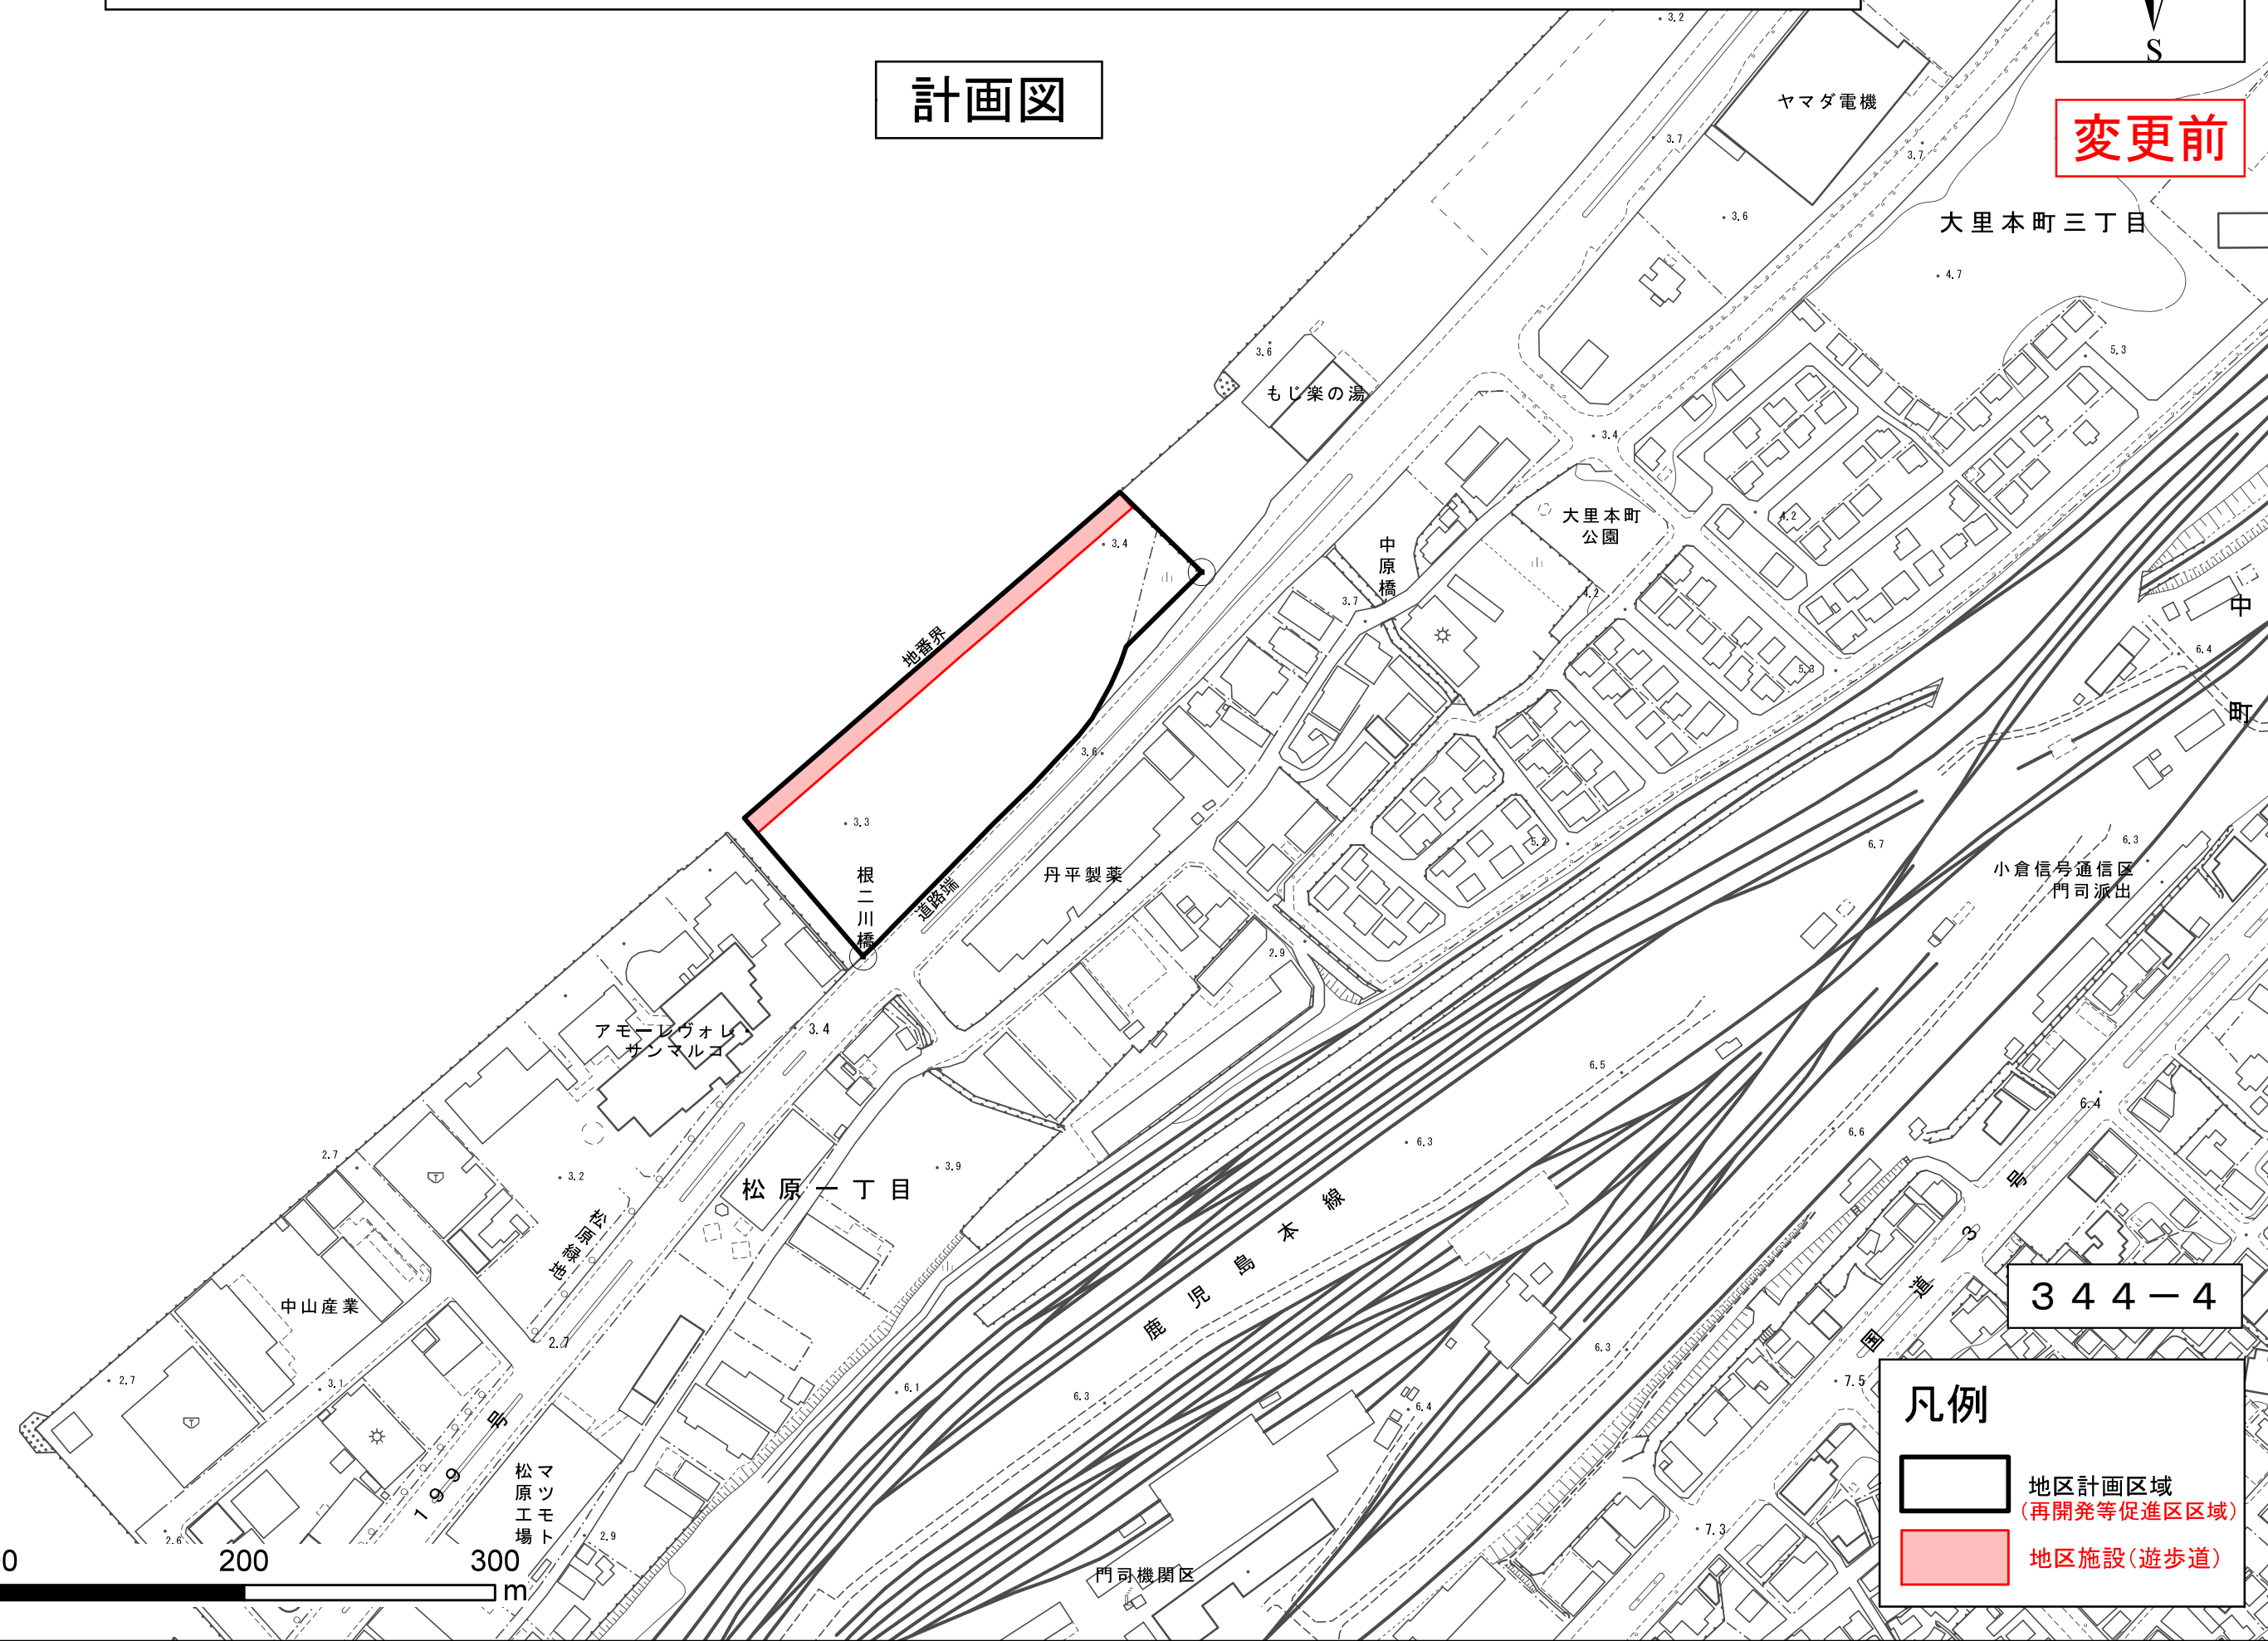 計画図
S
変更前
ヤマダ電機
大里本町三丁目
もじ楽の湯
大里本町
公園
中原橋
中町
地番界
根二川橋
道路端
丹平製薬
小倉信号通信区
門司派出
アモーレヴォレ
サンマルコ
松原一丁目
松原緑地
中山産業
鹿児島本線
国道3号
199号
マツモト
松原工場
門司機関区
344-4
凡例
地区計画区域
(再開発等促進区区域)
地区施設(遊歩道)
200
300
m
3.2
3.7
3.7
3.6
4.7
3.6
5.3
3.4
4.2
3.4
3.7
4.2
5.3
6.4
3.6
3.3
5.2
6.7
6.3
2.9
3.4
6.5
6.4
6.6
6.3
2.7
3.2
3.9
2.7
2.7
3.1
6.1
6.3
6.4
6.3
7.5
7.3
2.6
2.9